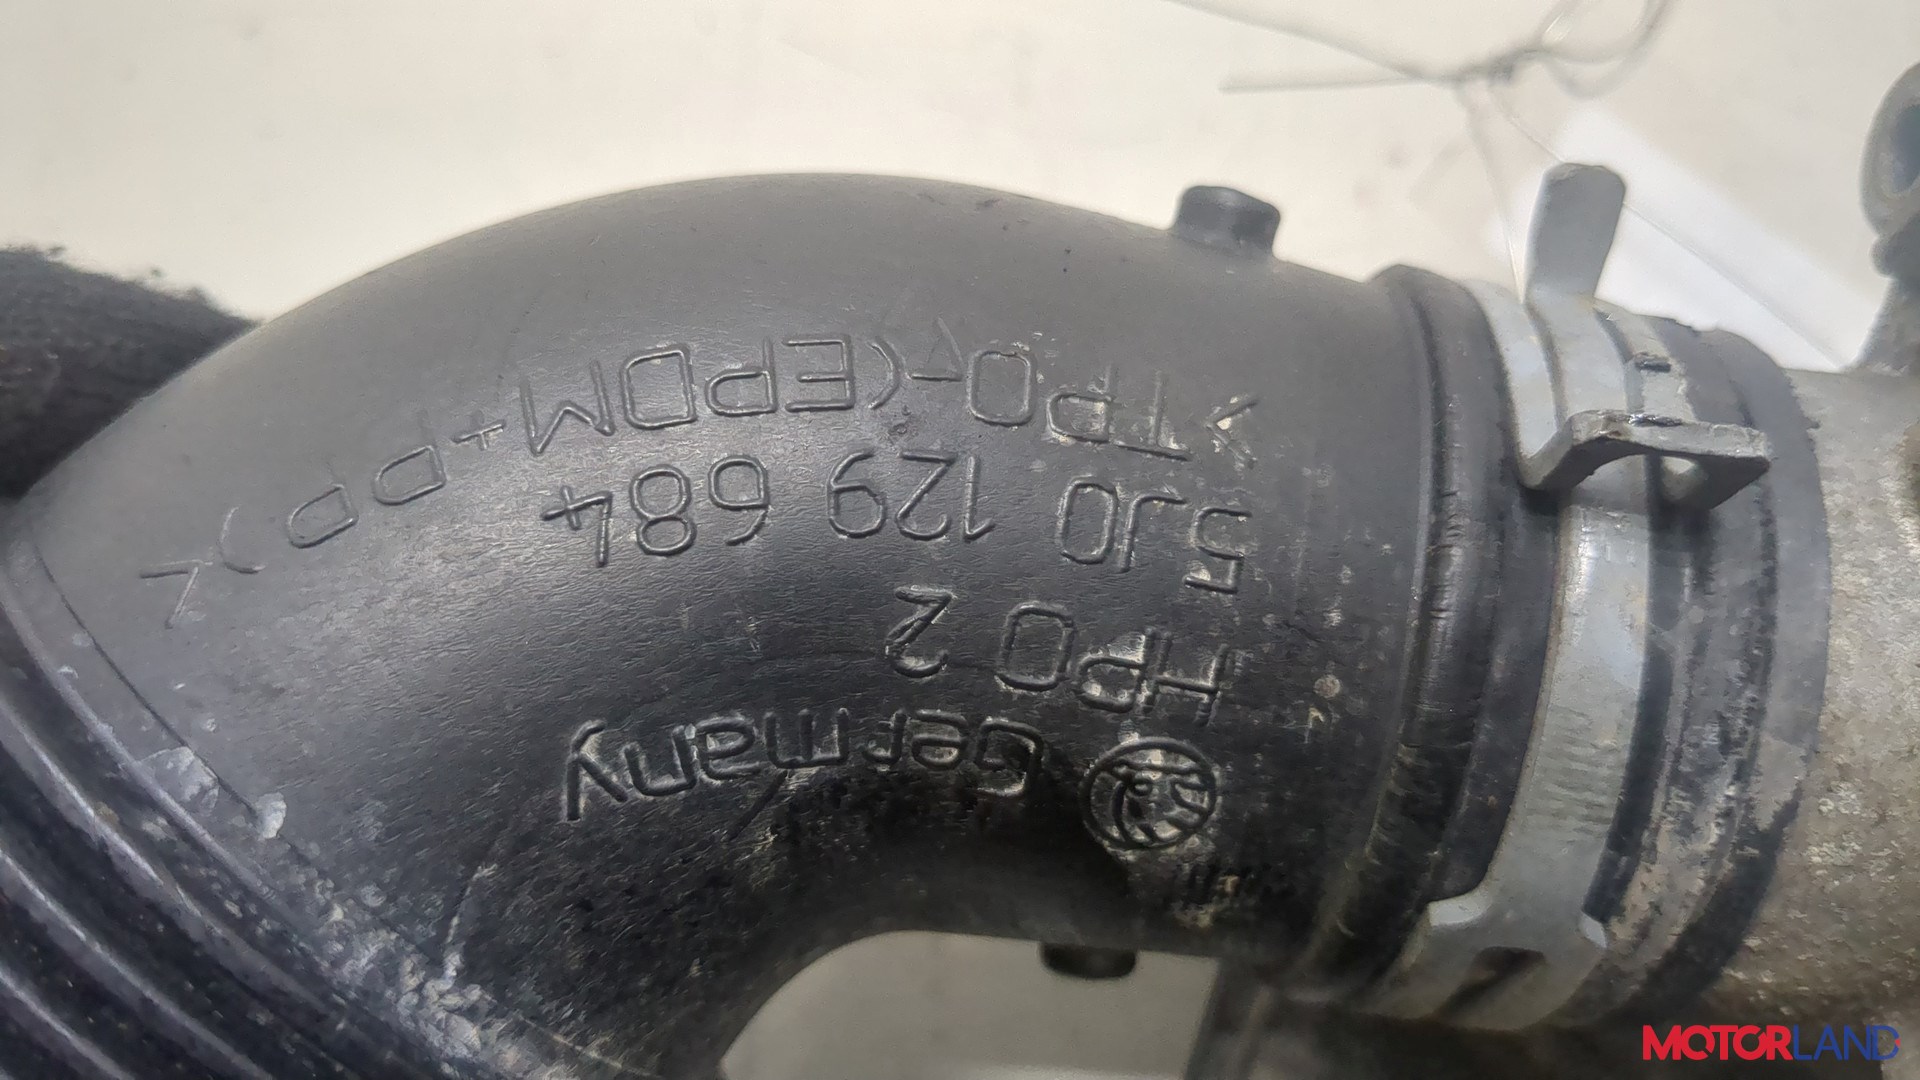 Germany
HPO 2
5J0 129 684
>TPO-(EPDM+PP)<
MOTORLAND